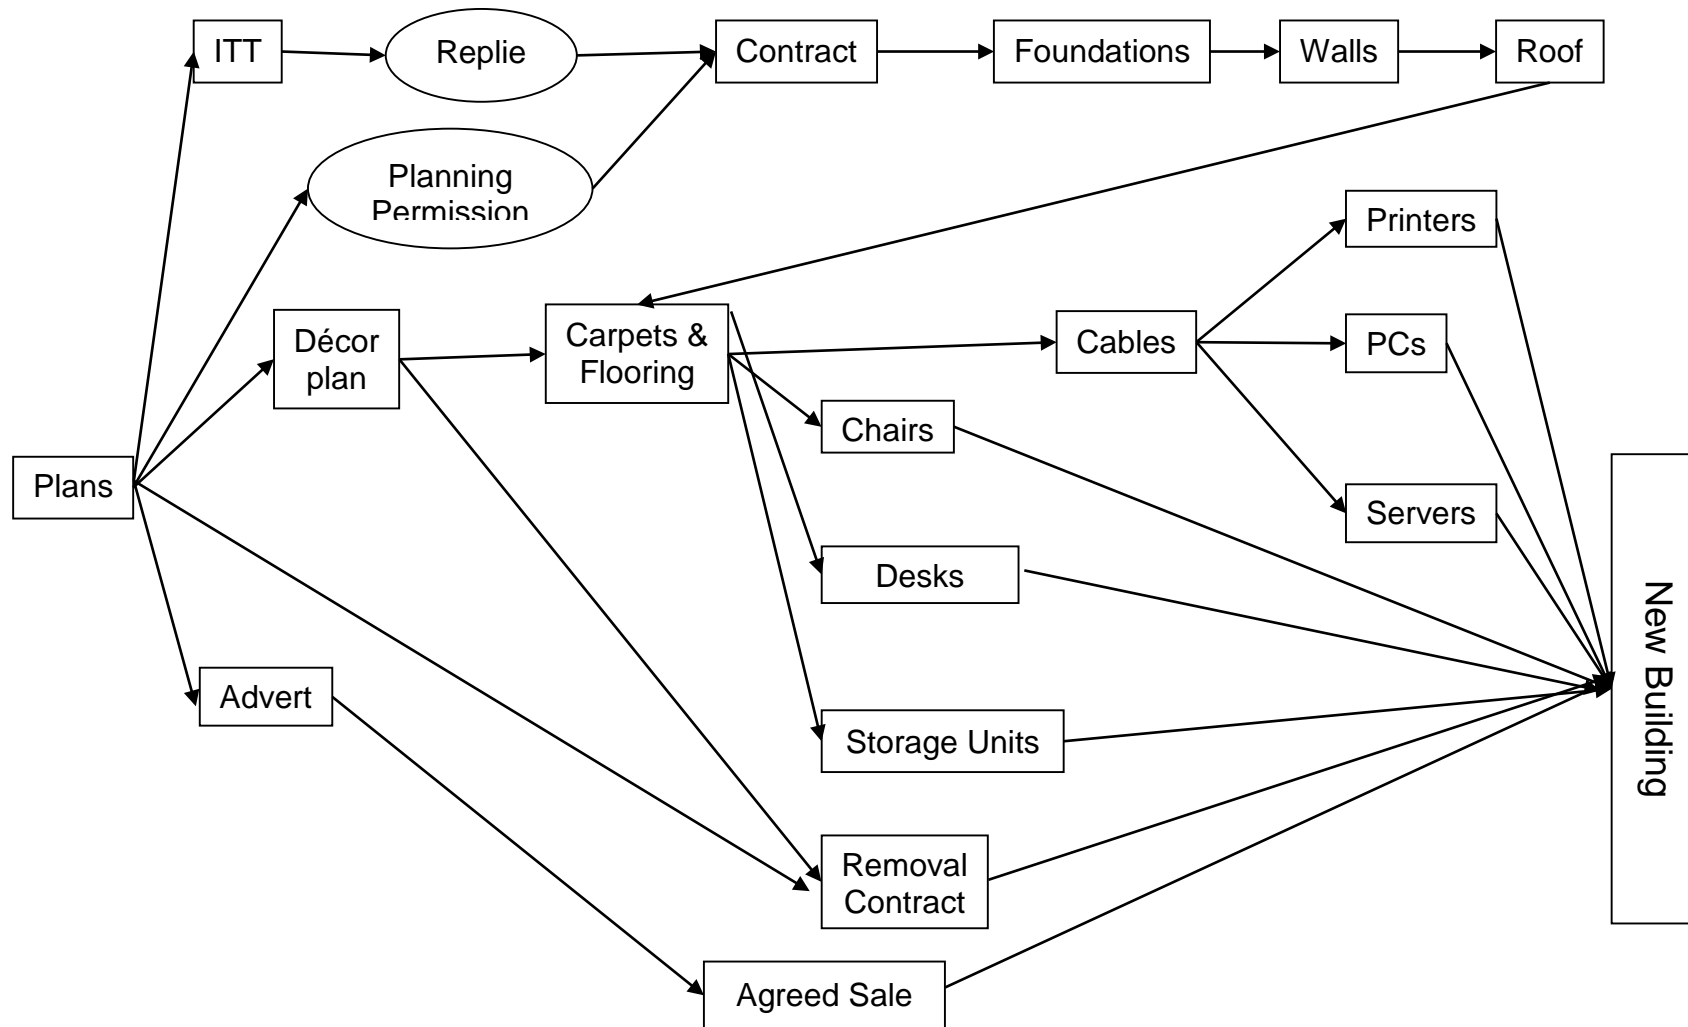 ITT
Replie
Contract
Foundations
Walls
Roof
Planning
Permission
Printers
Décor
plan
Carpets &
Flooring
Cables
PCs
Chairs
Plans
Servers
Desks
New Building
Advert
Storage Units
Removal
Contract
Agreed Sale